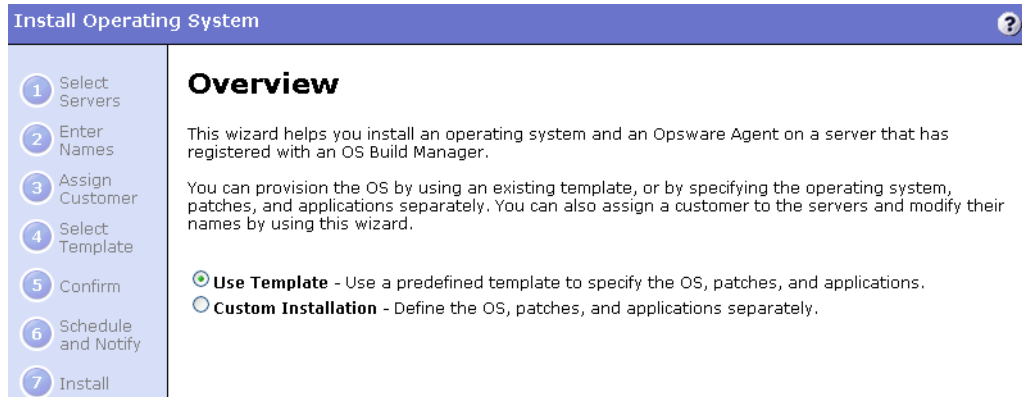 Install Operating System
?
1 Select
Servers
2 Enter
Names
3 Assign
Customer
4 Select
Template
5 Confirm
6 Schedule
and Notify
7 Install
Overview
This wizard helps you install an operating system and an Opsware Agent on a server that has
registered with an OS Build Manager.
You can provision the OS by using an existing template, or by specifying the operating system,
patches, and applications separately. You can also assign a customer to the servers and modify their
names by using this wizard.
Use Template - Use a predefined template to specify the OS, patches, and applications.
Custom Installation - Define the OS, patches, and applications separately.